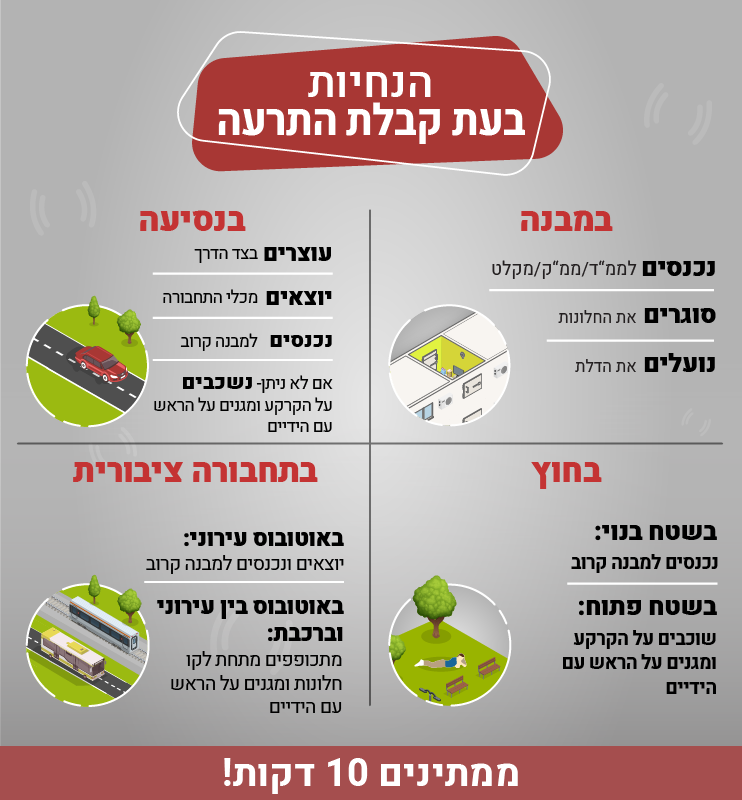 הנחיות
בעת קבלת התרעה
במבנה
נכנסים לממ"ד/ממ"ק/מקלט
סוגרים את החלונות
נועלים את הדלת
בנסיעה
עוצרים בצד הדרך
יוצאים מכלי התחבורה
נכנסים למבנה קרוב
אם לא ניתן- נשכבים
על הקרקע ומגנים על הראש
עם הידיים
בחוץ
בשטח בנוי:
נכנסים למבנה קרוב
בשטח פתוח:
שוכבים על הקרקע
ומגנים על הראש עם
הידיים
בתחבורה ציבורית
באוטובוס עירוני:
יוצאים ונכנסים למבנה קרוב
באוטובוס בין עירוני
וברכבת:
מתכופפים מתחת לקו
חלונות ומגנים על הראש
עם הידיים
ממתינים 10 דקות!